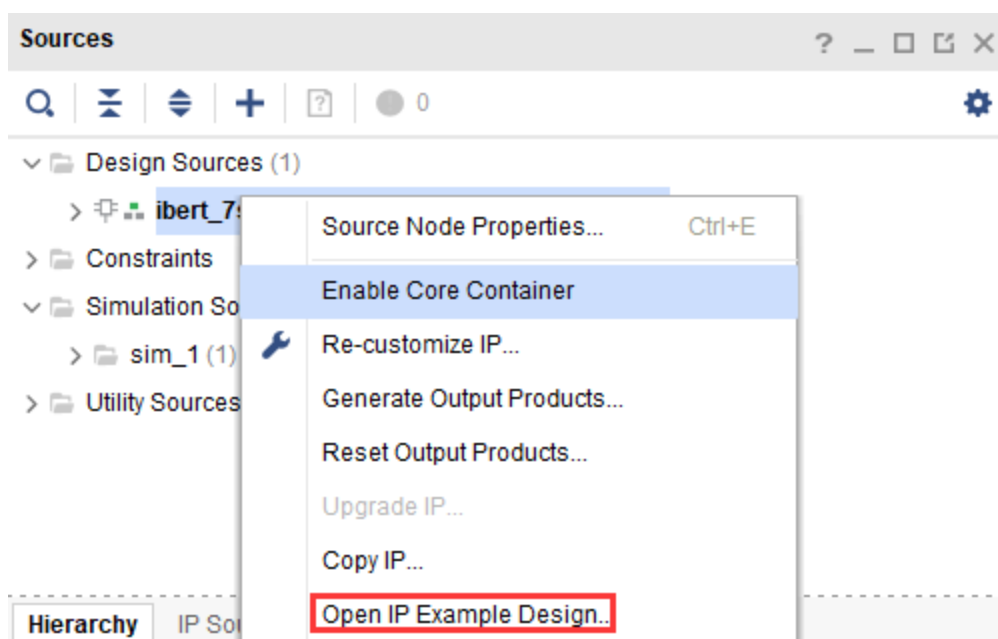 Sources
0
Design Sources (1)
ibert_7
Source Node Properties... Ctrl+E
Constraints
Enable Core Container
Simulation So
Re-customize IP...
sim_1 (1)
Generate Output Products...
Utility Sources
Reset Output Products...
Upgrade IP...
Copy IP...
Open IP Example Design..
Hierarchy IP Sou